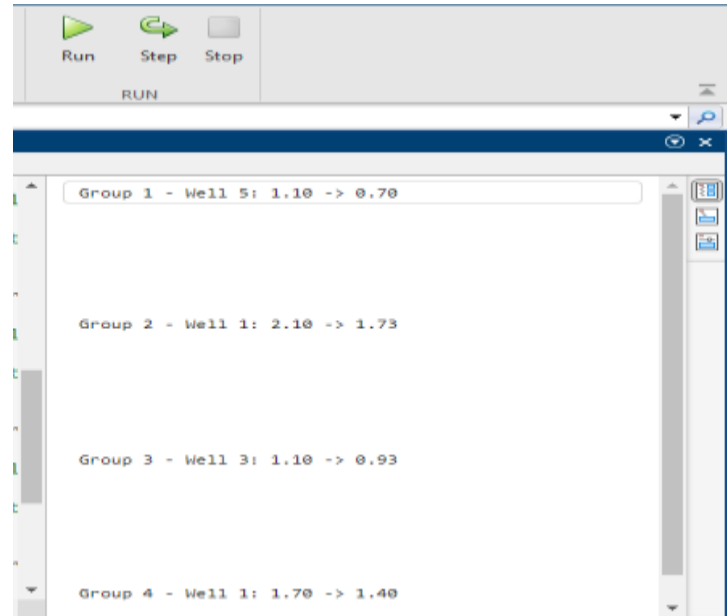 Run Step Stop
RUN
Group 1 - Well 5: 1.10 -> 0.70
Group 2 - Well 1: 2.10 -> 1.73
Group 3 - Well 3: 1.10 -> 0.93
Group 4 - Well 1: 1.70 -> 1.40